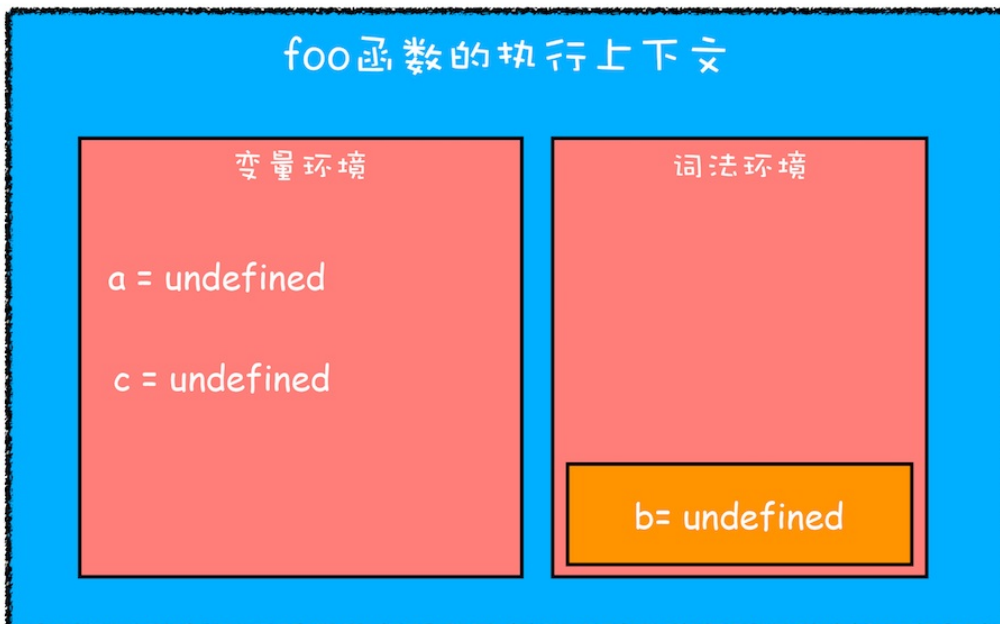 foo函数的执行上下文
变量环境
a = undefined
c = undefined
词法环境
b= undefined